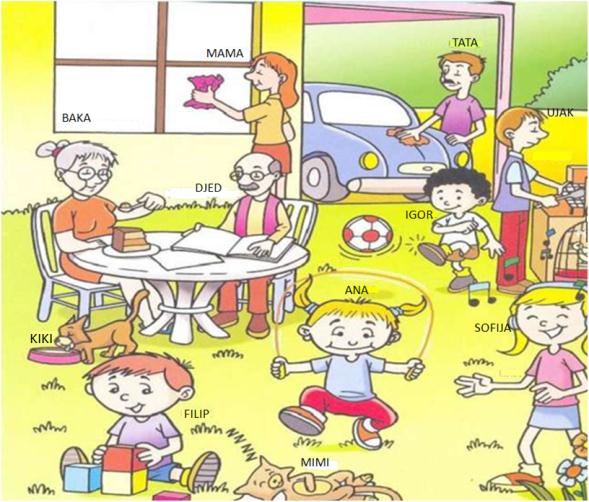 MAMA
TATA
BAKA
UJAK
DJED
IGOR
ANA
SOFIJA
KIKI
FILIP
MIMI